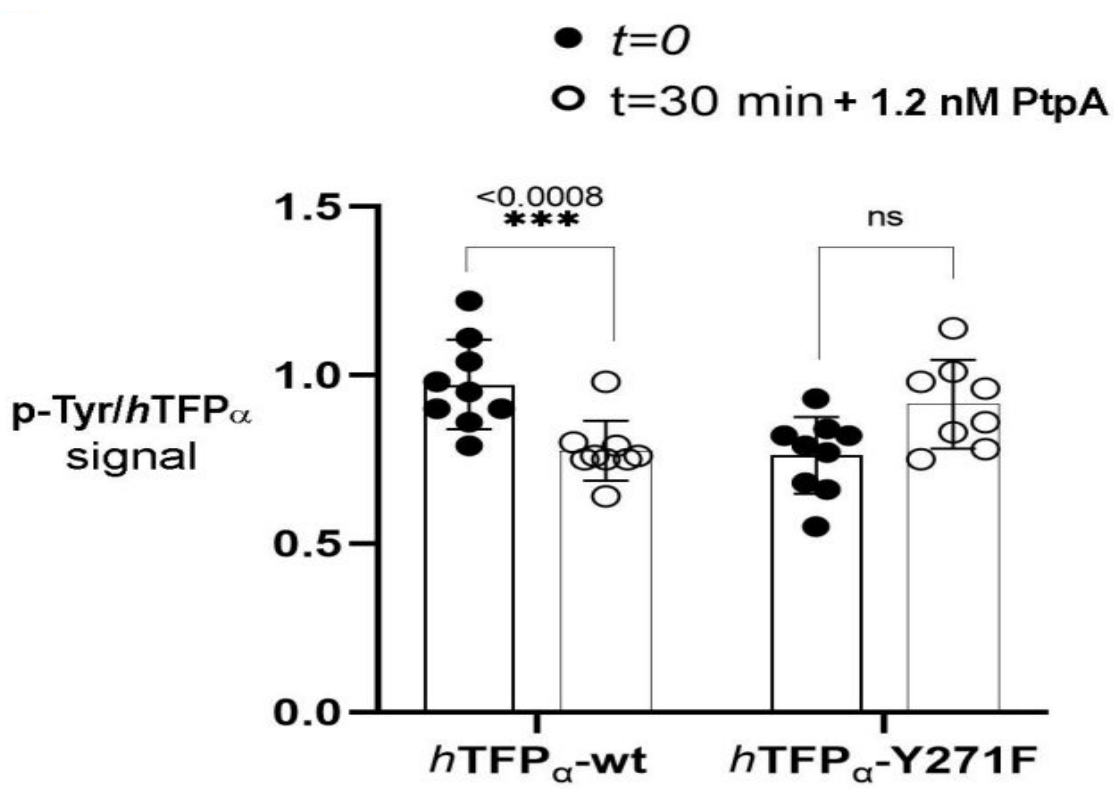 t=0
t=30 min + 1.2 nM PtpA
<0.0008
***
ns
1.5
1.0
0.5
0.0
p-Tyr/hTFPα
signal
hTFPα-wt
hTFPα-Y271F